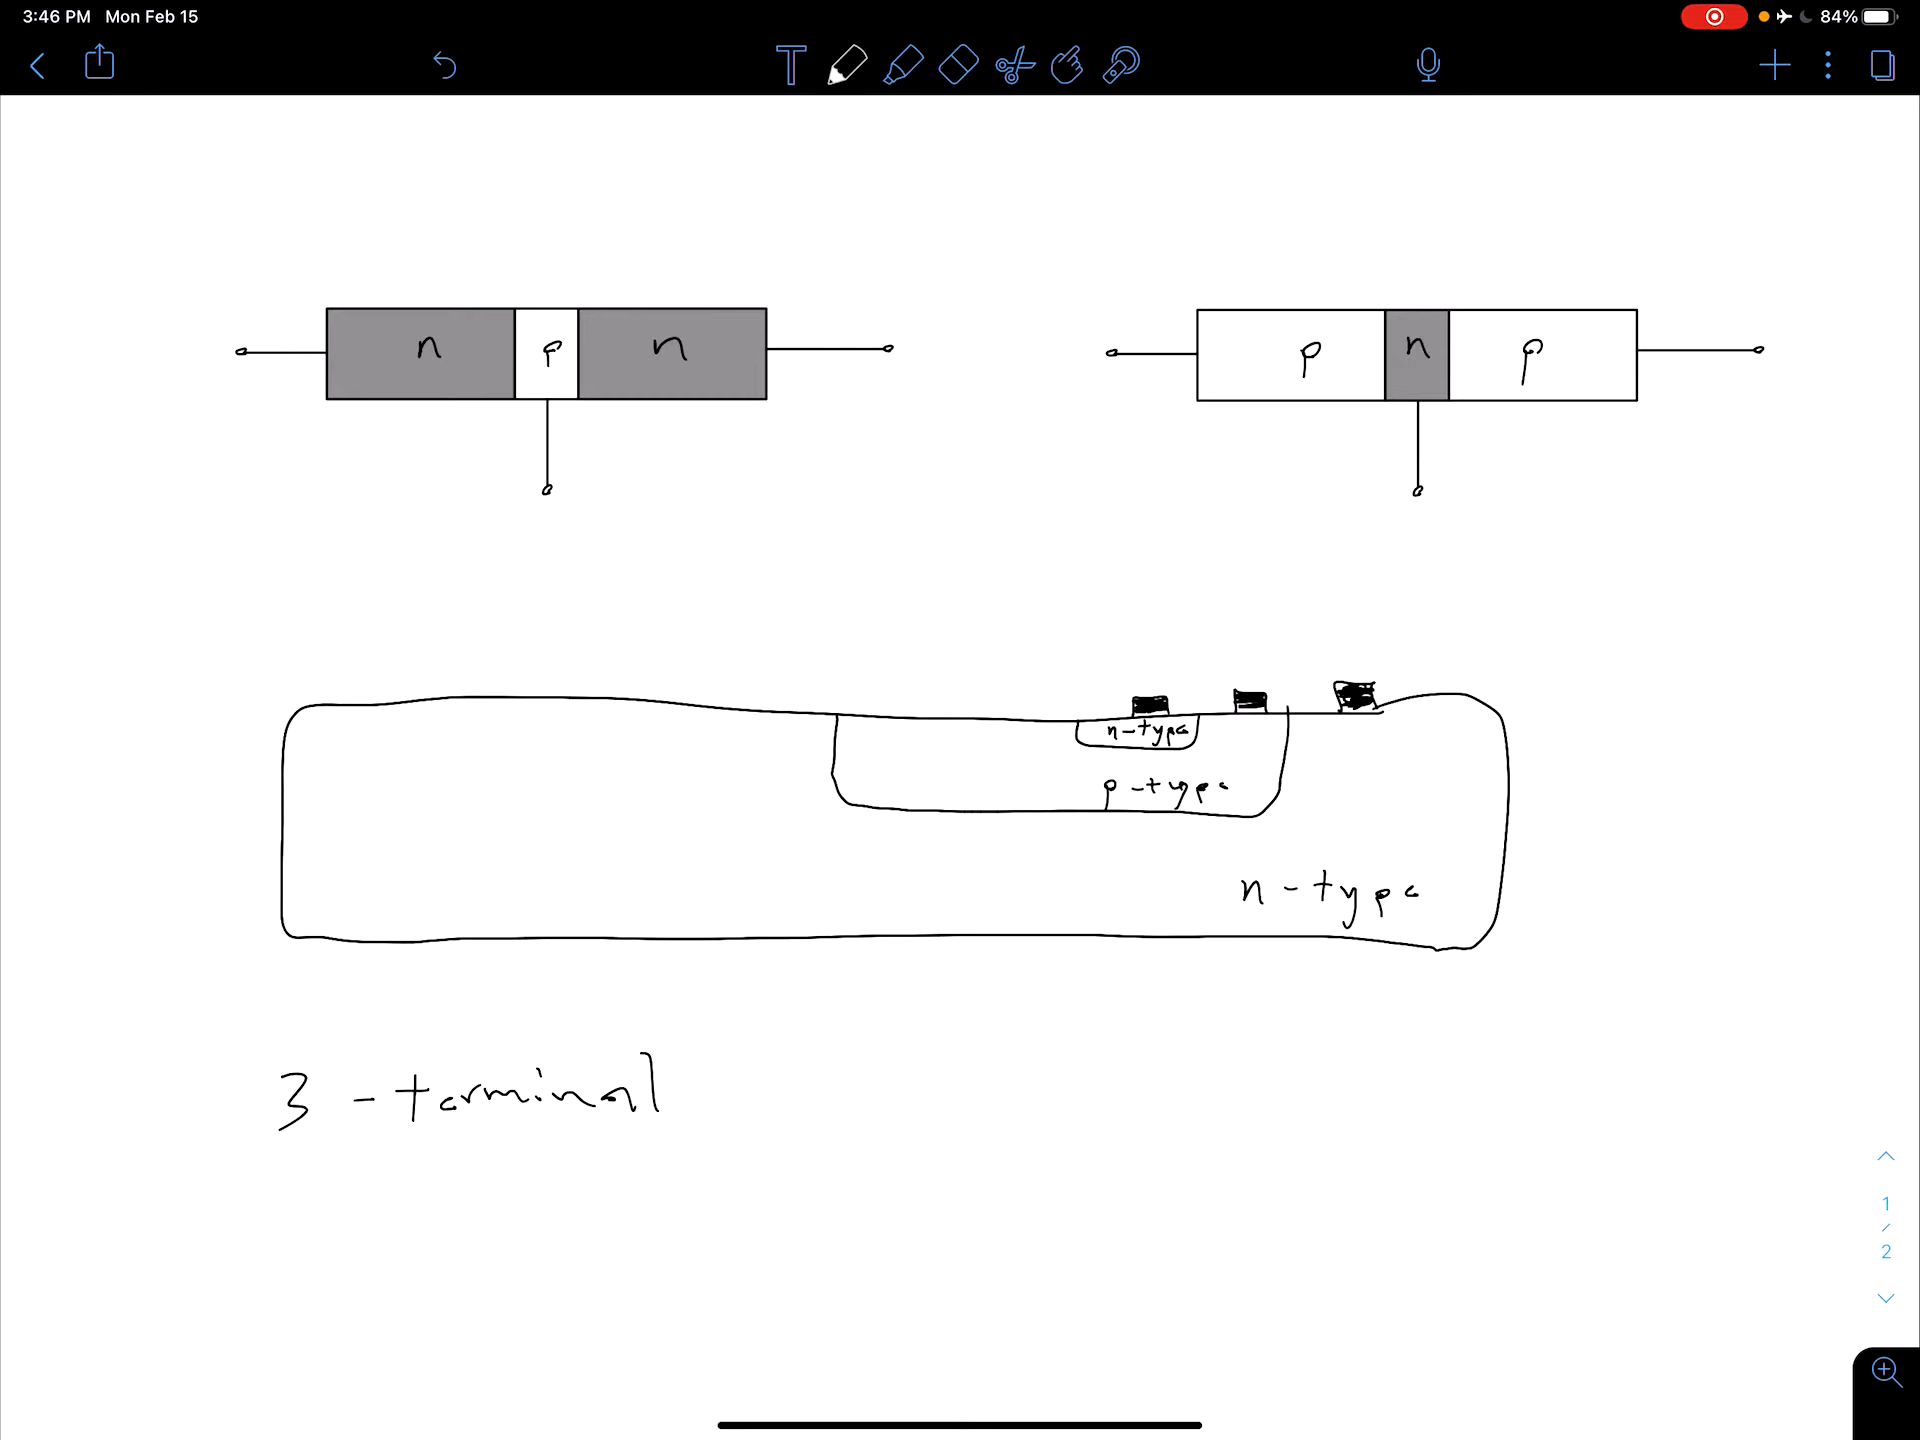 3:46 PM Mon Feb 15
84%
T
n p n
p n p
n-type
p-type
n-type
3-terminal
1
/
2